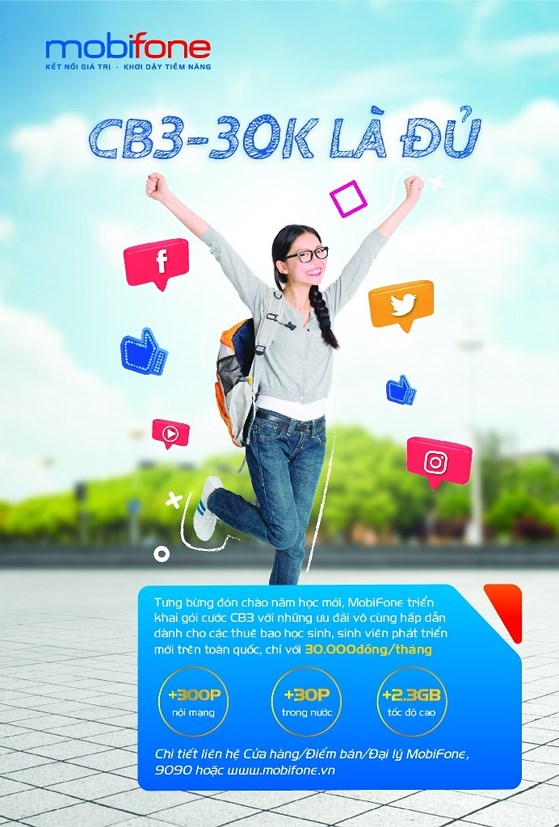 mobifone
KẾT NỐI GIÁ TRỊ - KHƠI DẬY TIỀM NĂNG
CB3-30K LÀ ĐỦ
Tưng bừng đón chào năm học mới, MobiFone triển
khai gói cước CB3 với những ưu đãi vô cùng hấp dẫn
dành cho các thuê bao học sinh, sinh viên phát triển
mới trên toàn quốc, chỉ với 30.000đồng/tháng
+300P
nội mạng
+30P
trong nước
+2.3GB
tốc độ cao
Chi tiết liên hệ Cửa hàng/Điểm bán/Đại lý MobiFone,
9090 hoặc www.mobifone.vn